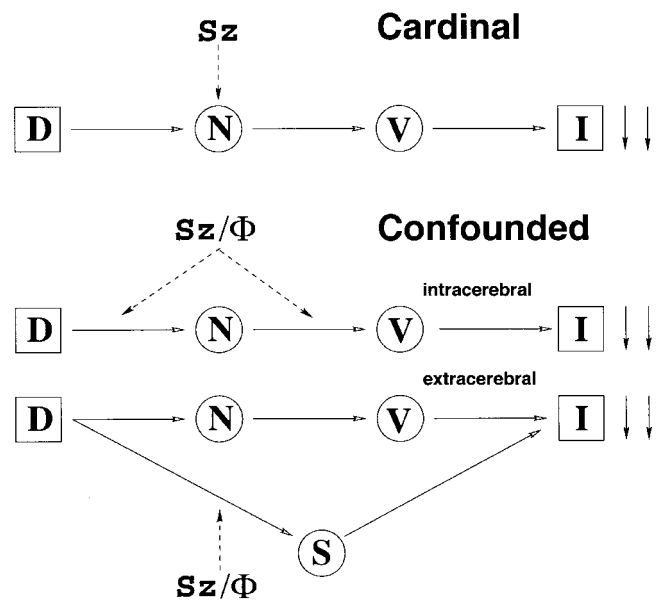 Sz Cardinal
D N V I
Sz/Φ Confounded
intracerebral
D N V I
extracerebral
D N V I
S
Sz/Φ